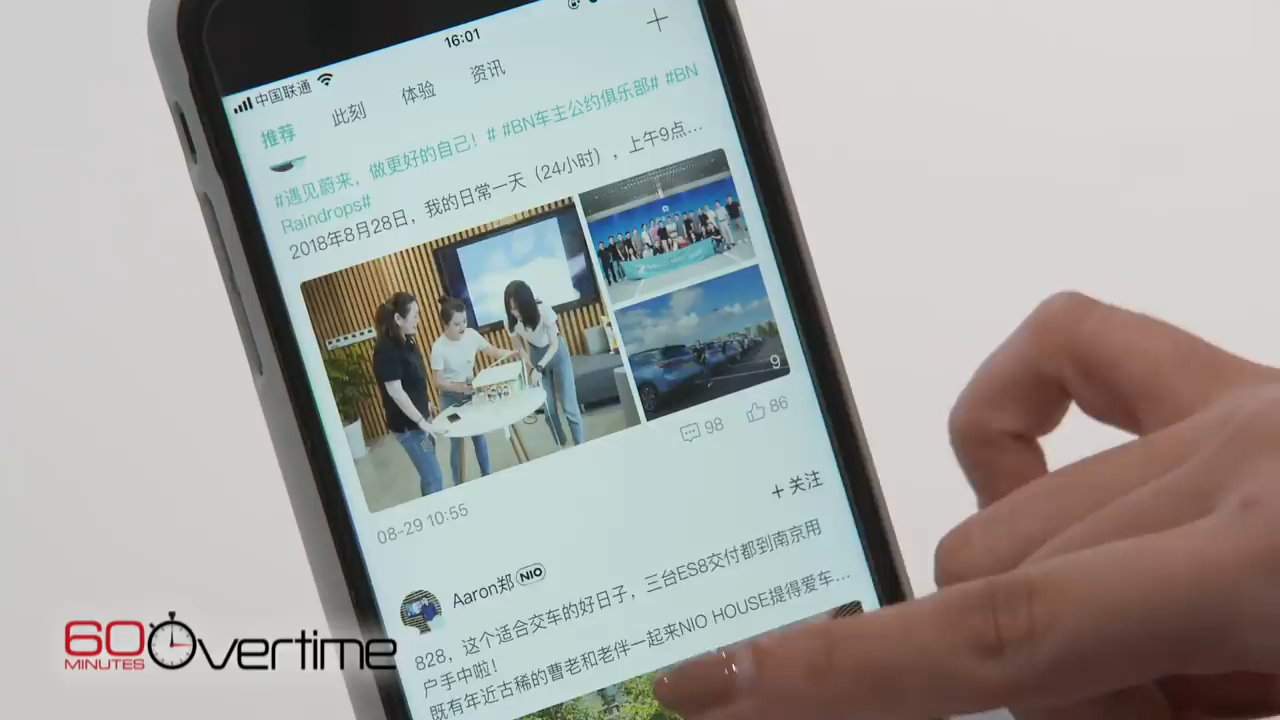 16:01
中国联通
推荐 此刻 体验 资讯
#遇见蔚来，做更好的自己！# #BN车主公约俱乐部# #BN
Raindrops#
2018年8月28日，我的日常一天（24小时），上午9点...
9
98 86
08-29 10:55
+ 关注
Aaron郑 NIO
828，这个适合交车的好日子，三台ES8交付都到南京用
户手中啦！
既有年近古稀的曹老和老伴一起来NIO HOUSE提得爱车...
60 Overtime
MINUTES